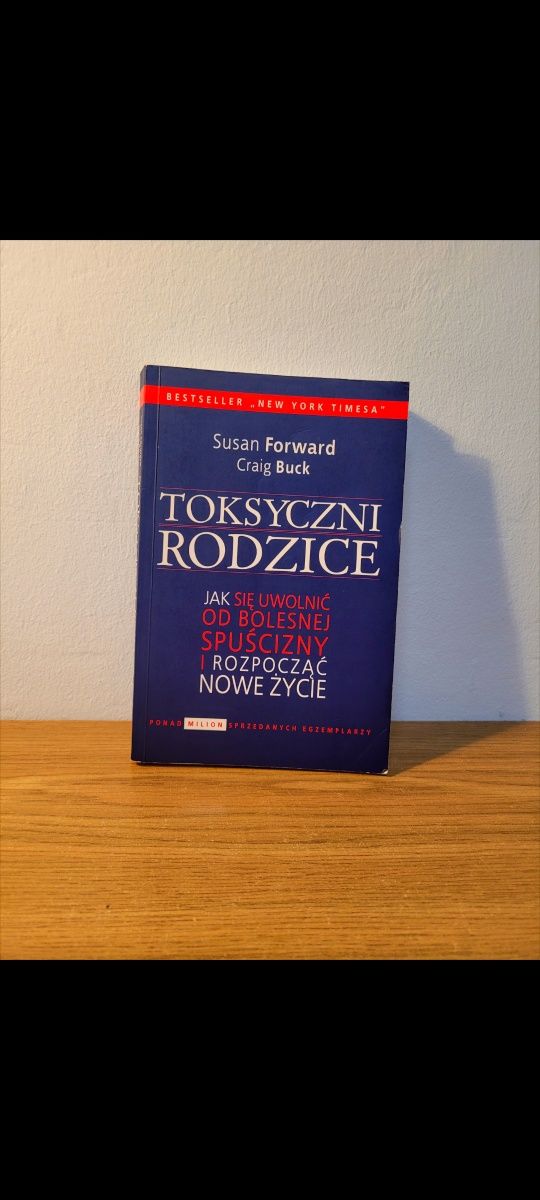 BESTSELLER „NEW YORK TIMESA"
Susan Forward
Craig Buck
TOKSYCZNI
RODZICE
JAK SIĘ UWOLNIĆ
OD BOLESNEJ
SPUŚCIZNY
I ROZPOCZĄĆ
NOWE ŻYCIE
PONAD MILION SPRZEDANYCH EGZEMPLARZY